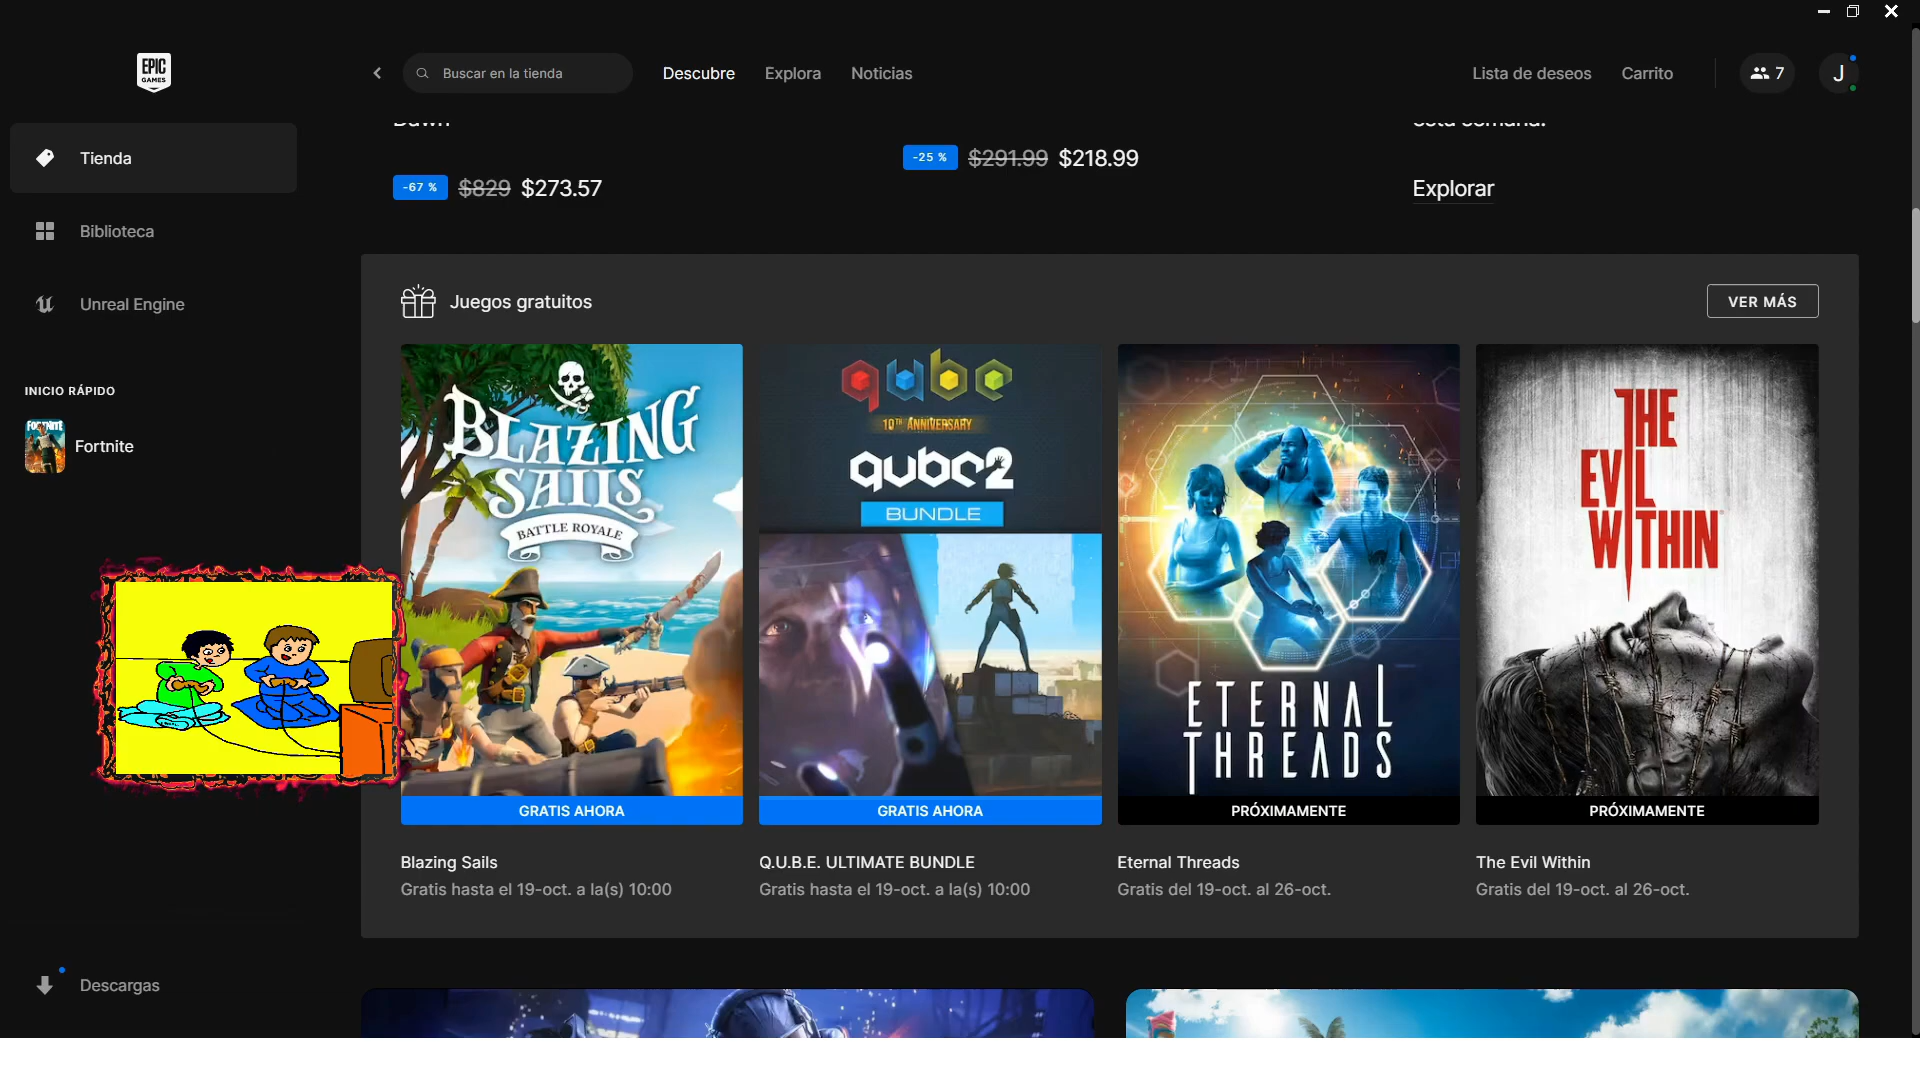 EPIC
GAMES
Buscar en la tienda
Descubre
Explora
Noticias
Lista de deseos
Carrito
7
J
Tienda
Biblioteca
Unreal Engine
INICIO RÁPIDO
FORTNITE
Fortnite
Descargas
-67 %
$829
$273.57
-25 %
$291.99
$218.99
Explorar
Juegos gratuitos
VER MÁS
BLAZING
SAILS
BATTLE ROYALE
GRATIS AHORA
Blazing Sails
Gratis hasta el 19-oct. a la(s) 10:00
qube
10TH ANNIVERSARY
qube2
BUNDLE
GRATIS AHORA
Q.U.B.E. ULTIMATE BUNDLE
Gratis hasta el 19-oct. a la(s) 10:00
ETERNAL
THREADS
PRÓXIMAMENTE
Eternal Threads
Gratis del 19-oct. al 26-oct.
THE
EVIL
WITHIN
PRÓXIMAMENTE
The Evil Within
Gratis del 19-oct. al 26-oct.